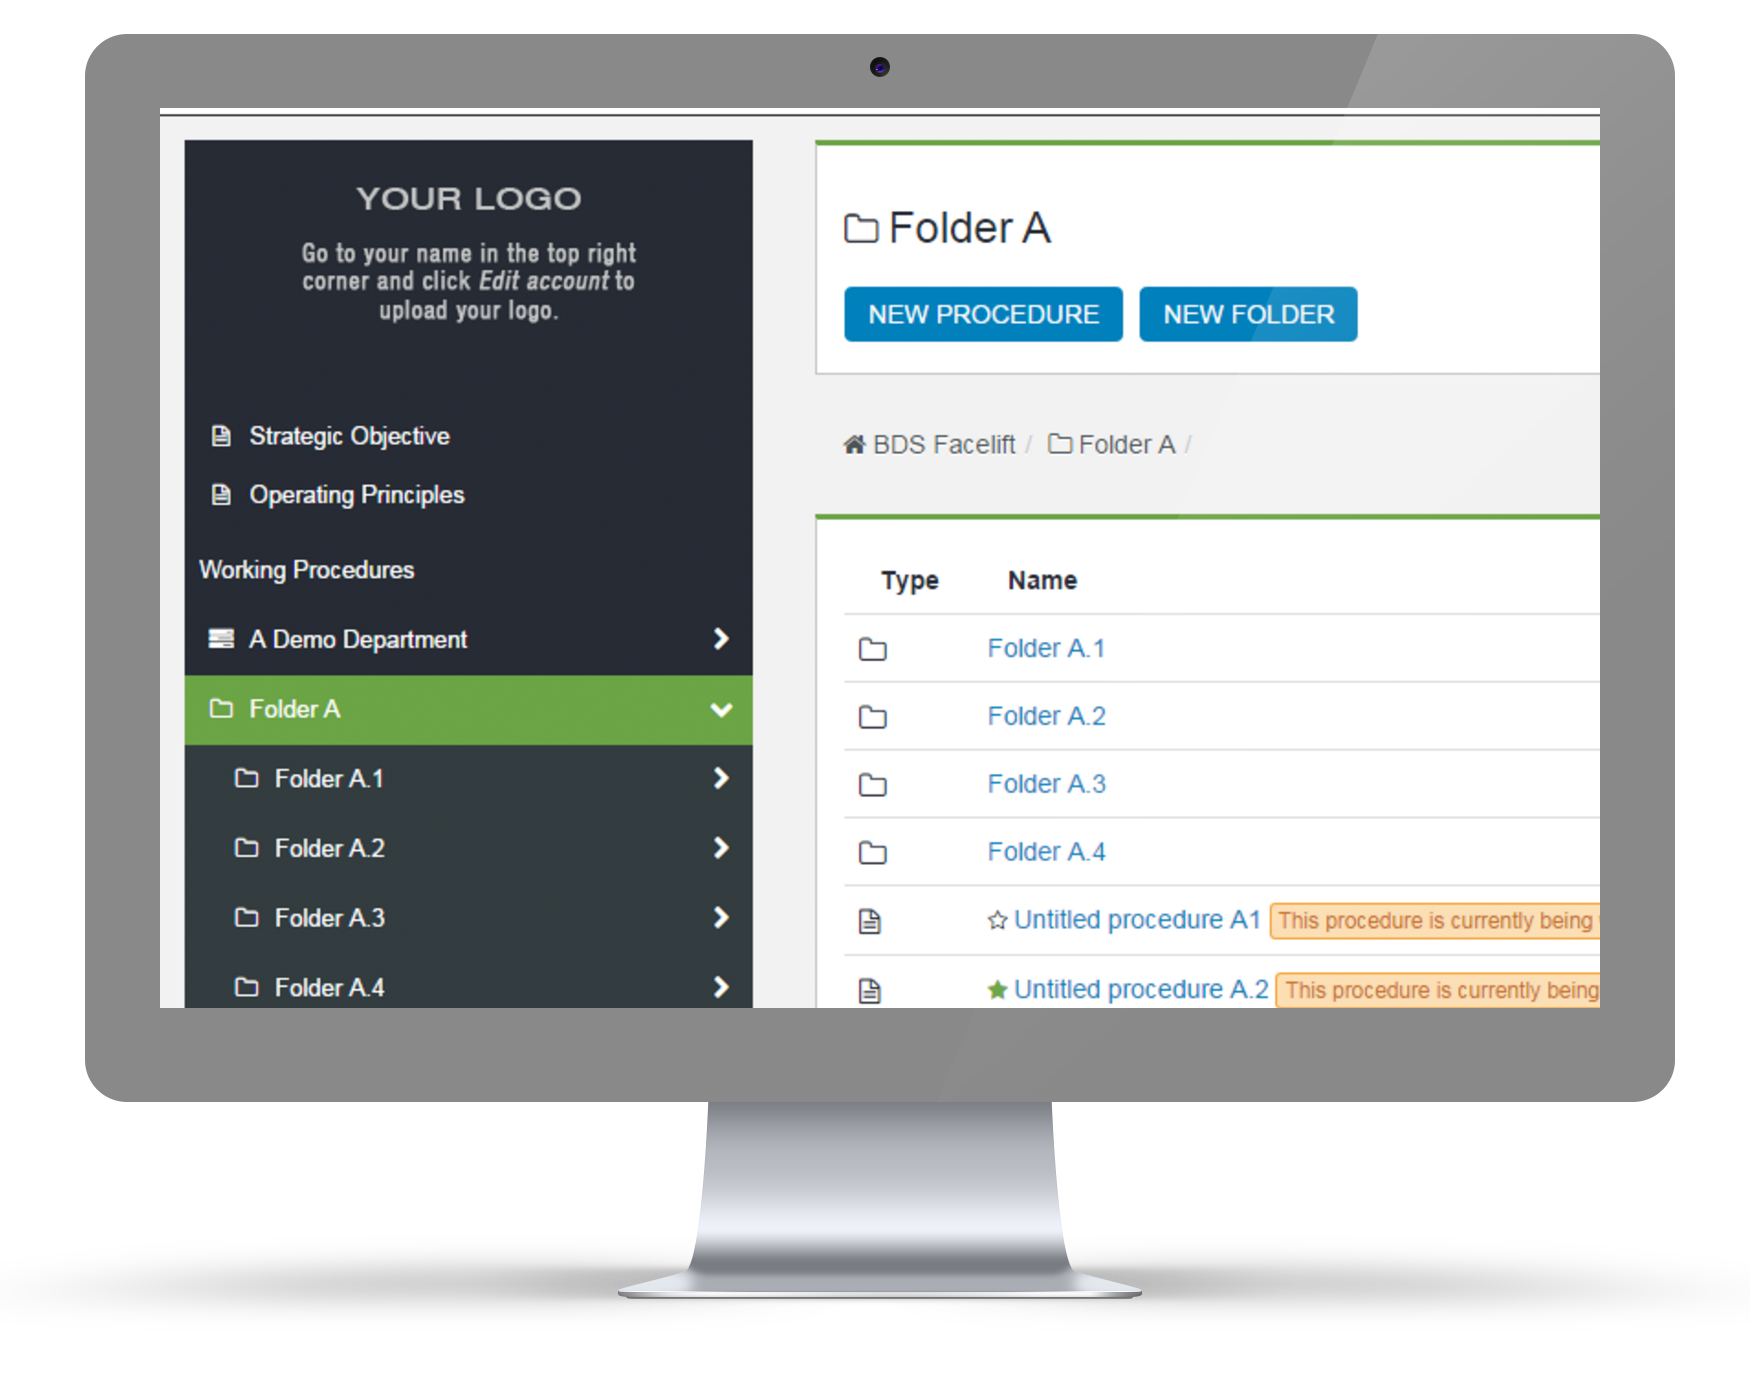 YOUR LOGO
Go to your name in the top right
corner and click Edit account to
upload your logo.
Strategic Objective
Operating Principles
Working Procedures
A Demo Department
Folder A
Folder A.1
Folder A.2
Folder A.3
Folder A.4
Folder A
NEW PROCEDURE NEW FOLDER
BDS Facelift / Folder A /
Type Name
Folder A.1
Folder A.2
Folder A.3
Folder A.4
Untitled procedure A1 This procedure is currently being
Untitled procedure A.2 This procedure is currently being